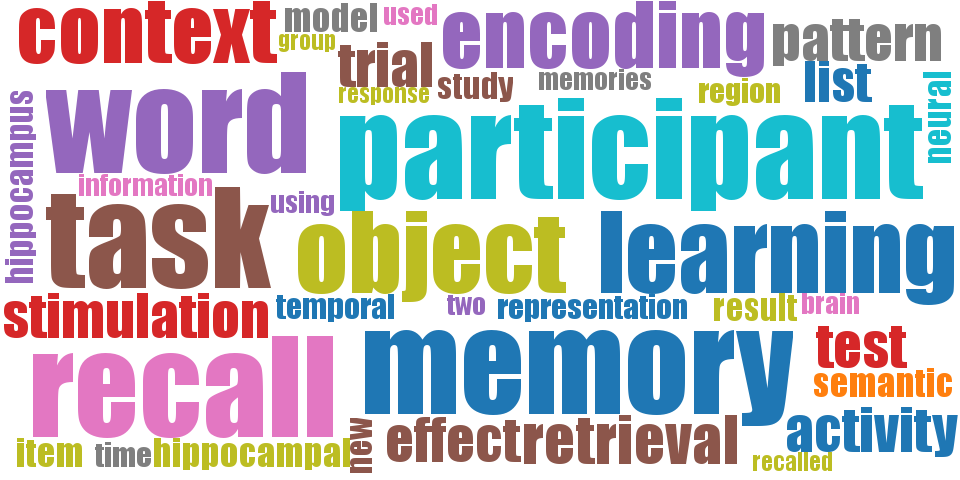 context
model
used
group
encoding
pattern
trial
response
study
memories
region
list
neural
word
participant
hippocampus
information
using
task
object
learning
stimulation
temporal
two
representation
result
brain
recall
memory
test
semantic
activity
item
time
hippocampal
new
effect
retrieval
recalled